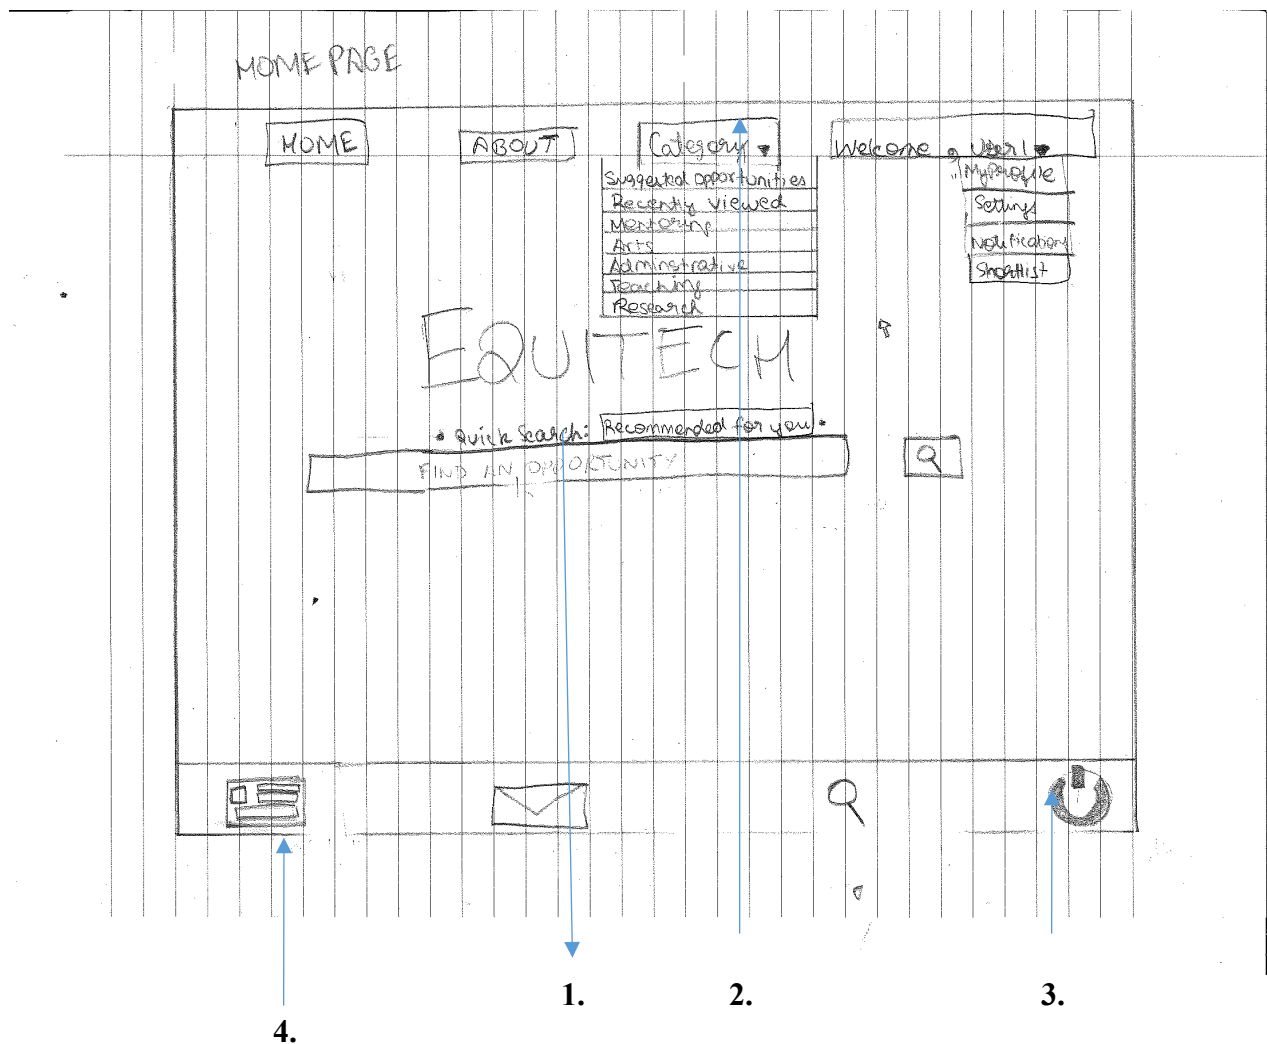 HOME PAGE
HOME
ABOUT
Category
Welcome, User1
Suggested Opportunities
Recently viewed
Mentoring
Arts
Adminstrative
Teaching
Research
My Profile
Settings
Notifications
Shortlist
EQUITECH
• Quick Search: Recommended for you •
FIND AN OPPORTUNITY
1.
2.
3.
4.